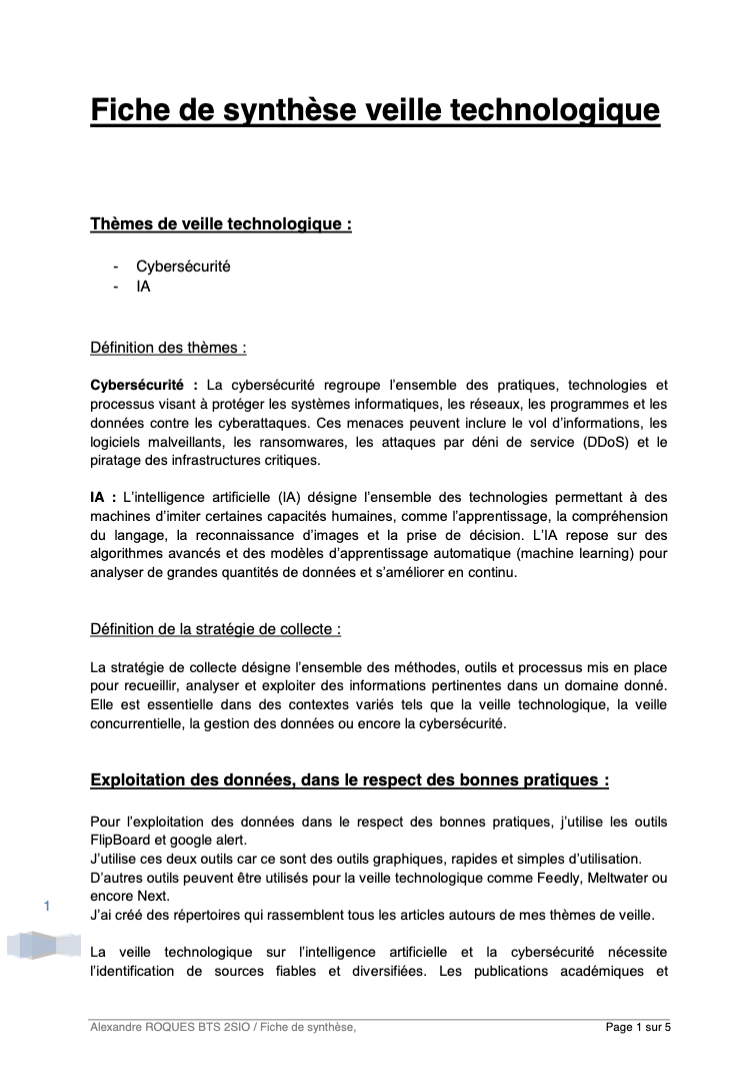 Fiche de synthèse veille technologique
Thèmes de veille technologique :
- Cybersécurité
- IA
Définition des thèmes :
Cybersécurité : La cybersécurité regroupe l’ensemble des pratiques, technologies et
processus visant à protéger les systèmes informatiques, les réseaux, les programmes et les
données contre les cyberattaques. Ces menaces peuvent inclure le vol d’informations, les
logiciels malveillants, les ransomwares, les attaques par déni de service (DDoS) et le
piratage des infrastructures critiques.
IA : L’intelligence artificielle (IA) désigne l’ensemble des technologies permettant à des
machines d’imiter certaines capacités humaines, comme l’apprentissage, la compréhension
du langage, la reconnaissance d’images et la prise de décision. L’IA repose sur des
algorithmes avancés et des modèles d’apprentissage automatique (machine learning) pour
analyser de grandes quantités de données et s’améliorer en continu.
Définition de la stratégie de collecte :
La stratégie de collecte désigne l’ensemble des méthodes, outils et processus mis en place
pour recueillir, analyser et exploiter des informations pertinentes dans un domaine donné.
Elle est essentielle dans des contextes variés tels que la veille technologique, la veille
concurrentielle, la gestion des données ou encore la cybersécurité.
Exploitation des données, dans le respect des bonnes pratiques :
Pour l’exploitation des données dans le respect des bonnes pratiques, j’utilise les outils
FlipBoard et google alert.
J’utilise ces deux outils car ce sont des outils graphiques, rapides et simples d’utilisation.
D’autres outils peuvent être utilisés pour la veille technologique comme Feedly, Meltwater ou
encore Next.
J’ai créé des répertoires qui rassemblent tous les articles autours de mes thèmes de veille.
1
La veille technologique sur l’intelligence artificielle et la cybersécurité nécessite
l’identification de sources fiables et diversifiées. Les publications académiques et
Alexandre ROQUES BTS 2SIO / Fiche de synthèse, Page 1 sur 5